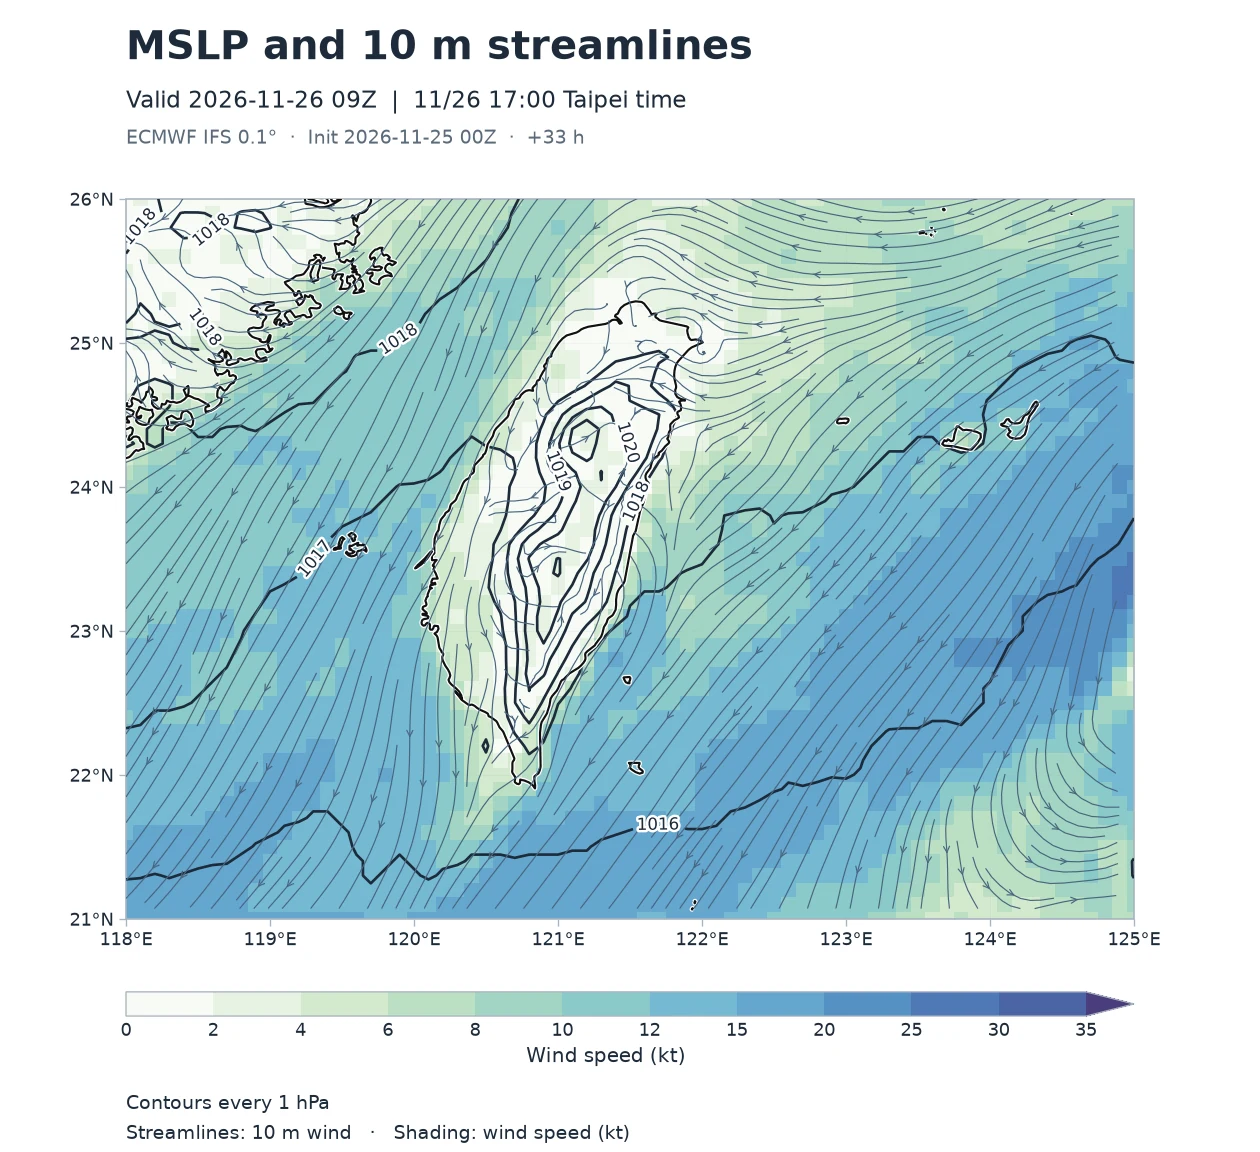 MSLP and 10 m streamlines
Valid 2026-11-26 09Z | 11/26 17:00 Taipei time
ECMWF IFS 0.1° · Init 2026-11-25 00Z · +33 h
26°N
25°N
24°N
23°N
22°N
21°N
1018
1018
1018
1018
1017
1019
1020
1018
1016
118°E 119°E 120°E 121°E 122°E 123°E 124°E 125°E
0 2 4 6 8 10 12 15 20 25 30 35
Wind speed (kt)
Contours every 1 hPa
Streamlines: 10 m wind · Shading: wind speed (kt)